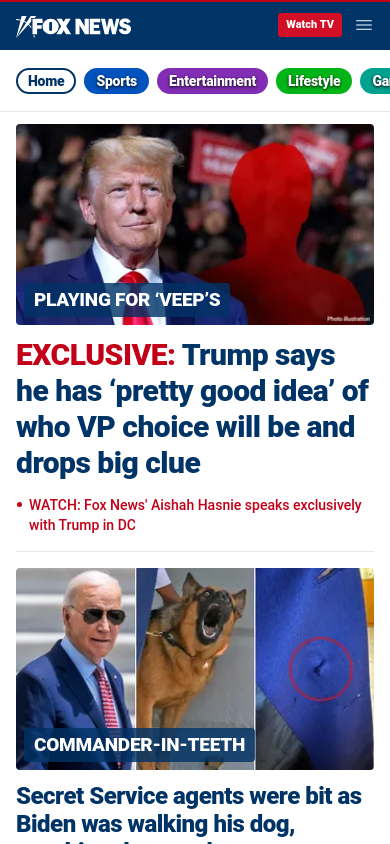 FOX NEWS
Watch TV
Home
Sports
Entertainment
Lifestyle
PLAYING FOR ‘VEEP’S
Photo illustration
EXCLUSIVE: Trump says
he has ‘pretty good idea’ of
who VP choice will be and
drops big clue
WATCH: Fox News' Aishah Hasnie speaks exclusively
with Trump in DC
COMMANDER-IN-TEETH
Secret Service agents were bit as
Biden was walking his dog,